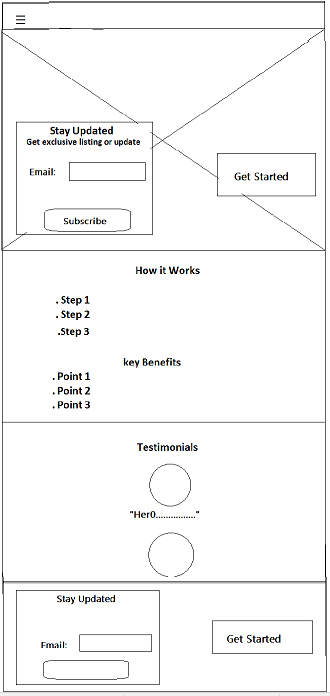 Stay Updated
Get exclusive listing or update
Email:
Get Started
Subscribe
How it Works
. Step 1
. Step 2
.Step 3
key Benefits
. Point 1
. Point 2
. Point 3
Testimonials
"Her0................"
Stay Updated
Email:
Get Started